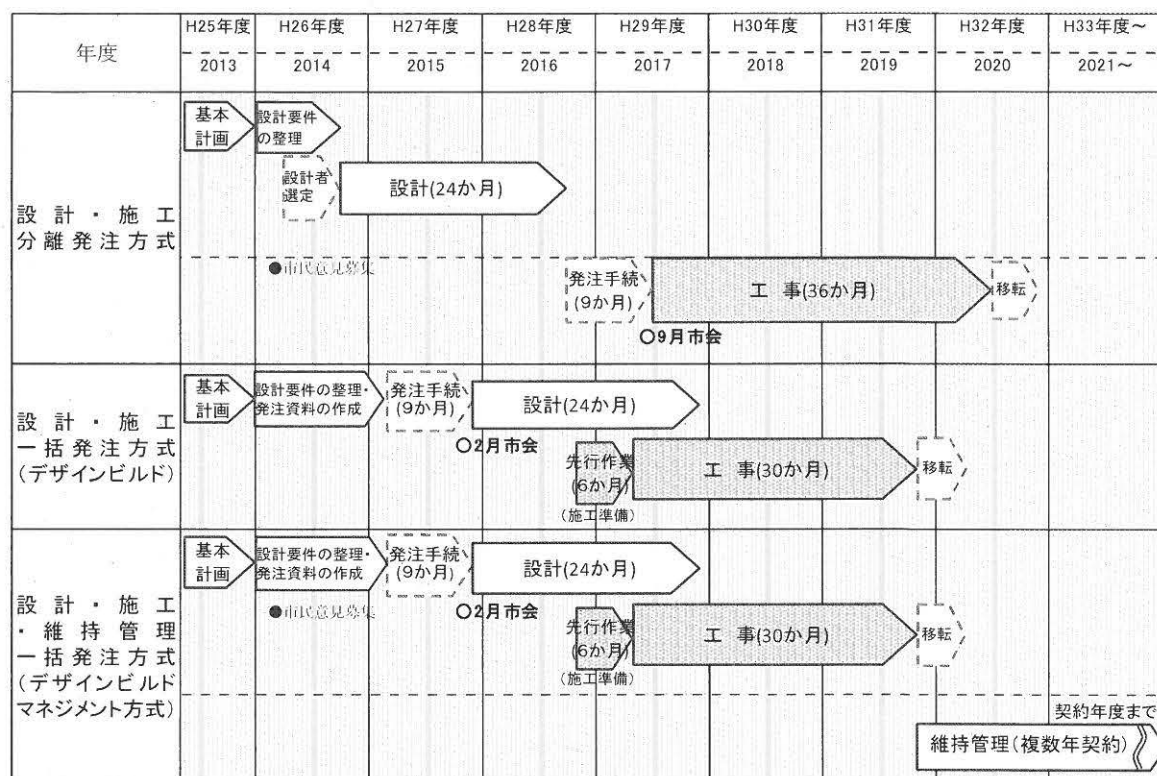 年度
H25年度
H26年度
H27年度
H28年度
H29年度
H30年度
H31年度
H32年度
H33年度～
2013
2014
2015
2016
2017
2018
2019
2020
2021～
設計・施工
分離発注方式
基本
計画
設計要件
の整理
設計者
選定
設計(24か月)
●市民意見募集
発注手続
(9か月)
工 事(36か月)
移転
○9月市会
設計・施工
一括発注方式
(デザインビルド)
基本
計画
設計要件の整理・
発注資料の作成
発注手続
(9か月)
設計(24か月)
○2月市会
先行作業
(6か月)
(施工準備)
工 事(30か月)
移転
設計・施工
・維持管理
一括発注方式
(デザインビルド
マネジメント方式)
基本
計画
設計要件の整理・
発注資料の作成
発注手続
(9か月)
設計(24か月)
●市民意見募集
○2月市会
先行作業
(6か月)
(施工準備)
工 事(30か月)
移転
契約年度まで
維持管理(複数年契約)